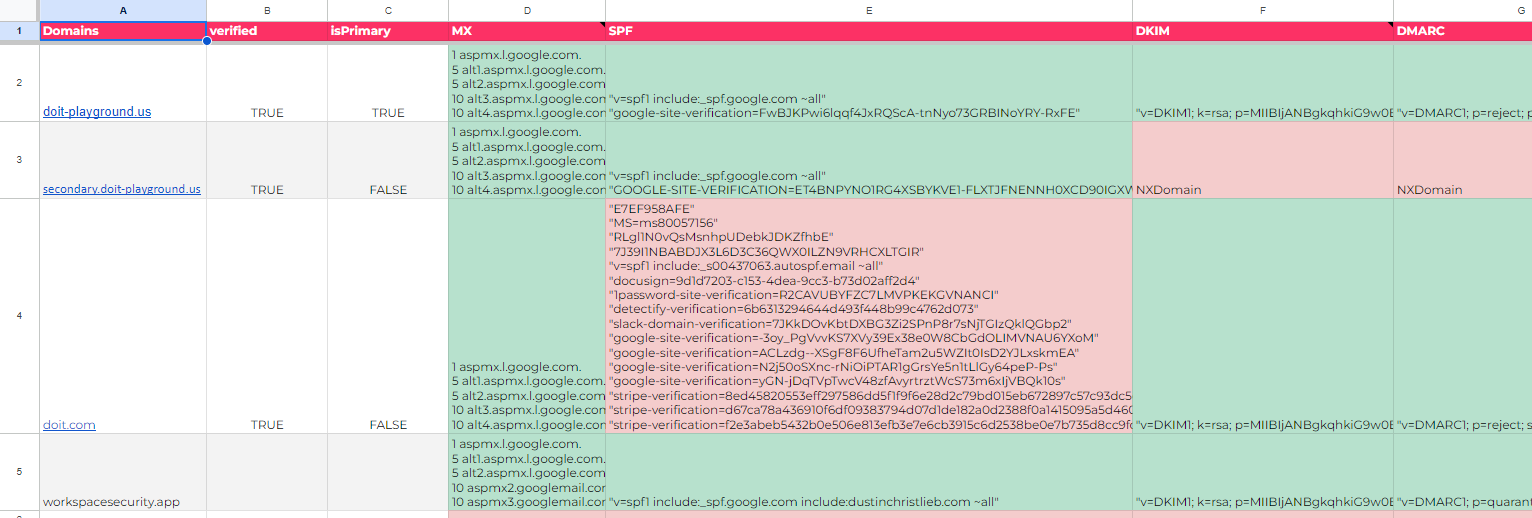 A B C D E F G
1 Domains verified isPrimary MX SPF DKIM DMARC
1 aspmx.l.google.com.
5 alt1.aspmx.l.google.com.
5 alt2.aspmx.l.google.com.
10 alt3.aspmx.l.google.com "v=spf1 include:_spf.google.com ~all"
2 doit-playground.us TRUE TRUE 10 alt4.aspmx.l.google.com "google-site-verification=FwBJKPwi6lqqf4JxRQScA-tnNyo73GRBINoYRY-RxFE" "v=DKIM1; k=rsa; p=MIIBIjANBgkqhkiG9w0B "v=DMARC1; p=reject; p
1 aspmx.l.google.com.
5 alt1.aspmx.l.google.com.
5 alt2.aspmx.l.google.com.
10 alt3.aspmx.l.google.com "v=spf1 include:_spf.google.com ~all"
3 secondary.doit-playground.us TRUE FALSE 10 alt4.aspmx.l.google.com "GOOGLE-SITE-VERIFICATION=ET4BNPYNO1RG4XSBYKVE1-FLXTJFNENNH0XCD90IGXW NXDomain NXDomain
"E7EF958AFE"
"MS=ms80057156"
"RLgl1N0vQsMsnhpUDebkJDKZfhbE"
"7J39I1NBABDJX3L6D3C36QWX0ILZN9VRHCXLTGIR"
"v=spf1 include:_s00437063.autospf.email ~all"
"docusign=9d1d7203-c153-4dea-9cc3-b73d02aff2d4"
"1password-site-verification=R2CAVUBYFZC7LMVPKEKGVNANCI"
"detectify-verification=6b6313294644d493f448b99c4762d073"
"slack-domain-verification=7JKkDOvKbtDXBG3Zi2SPnP8r7sNjTGIzQklQGbp2"
"google-site-verification=-3oy_PgVvvKS7XVy39Ex38e0W8CbGdOLIMVNAU6YXoM"
"google-site-verification=ACLzdg--XSgF8F6UfheTam2u5WZIt0IsD2YJLxskmEA"
1 aspmx.l.google.com. "google-site-verification=N2j50oSXnc-rNiOiPTAR1gGrsYe5n1tLlGy64peP-Ps"
5 alt1.aspmx.l.google.com. "google-site-verification=yGN-jDqTVpTwcV48zfAvyrtrztWcS73m6xIjVBQk10s"
5 alt2.aspmx.l.google.com. "stripe-verification=8ed45820553eff297586dd5f1f9f6e28d2c79bd015eb672897c57c93dc5
10 alt3.aspmx.l.google.com "stripe-verification=d67ca78a436910f6df09383794d07d1de182a0d2388f0a1415095a5d460
4 doit.com TRUE FALSE 10 alt4.aspmx.l.google.com "stripe-verification=f2e3abeb5432b0e506e813efb3e7e6cb3915c6d2538be0e7b735d8cc9fc "v=DKIM1; k=rsa; p=MIIBIjANBgkqhkiG9w0B "v=DMARC1; p=reject; s
1 aspmx.l.google.com.
5 alt1.aspmx.l.google.com.
5 alt2.aspmx.l.google.com.
10 aspmx2.googlemail.com
5 workspacesecurity.app 10 aspmx3.googlemail.com "v=spf1 include:_spf.google.com include:dustinchristlieb.com ~all" "v=DKIM1; k=rsa; p=MIIBIjANBgkqhkiG9w0B "v=DMARC1; p=quarant